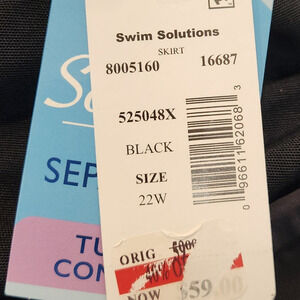 Swim Solutions
SKIRT
8005160 16687
525048X
BLACK
SIZE
22W
0 96611 62068 3
ORIG
NOW $59.00
SEP
TU
CON